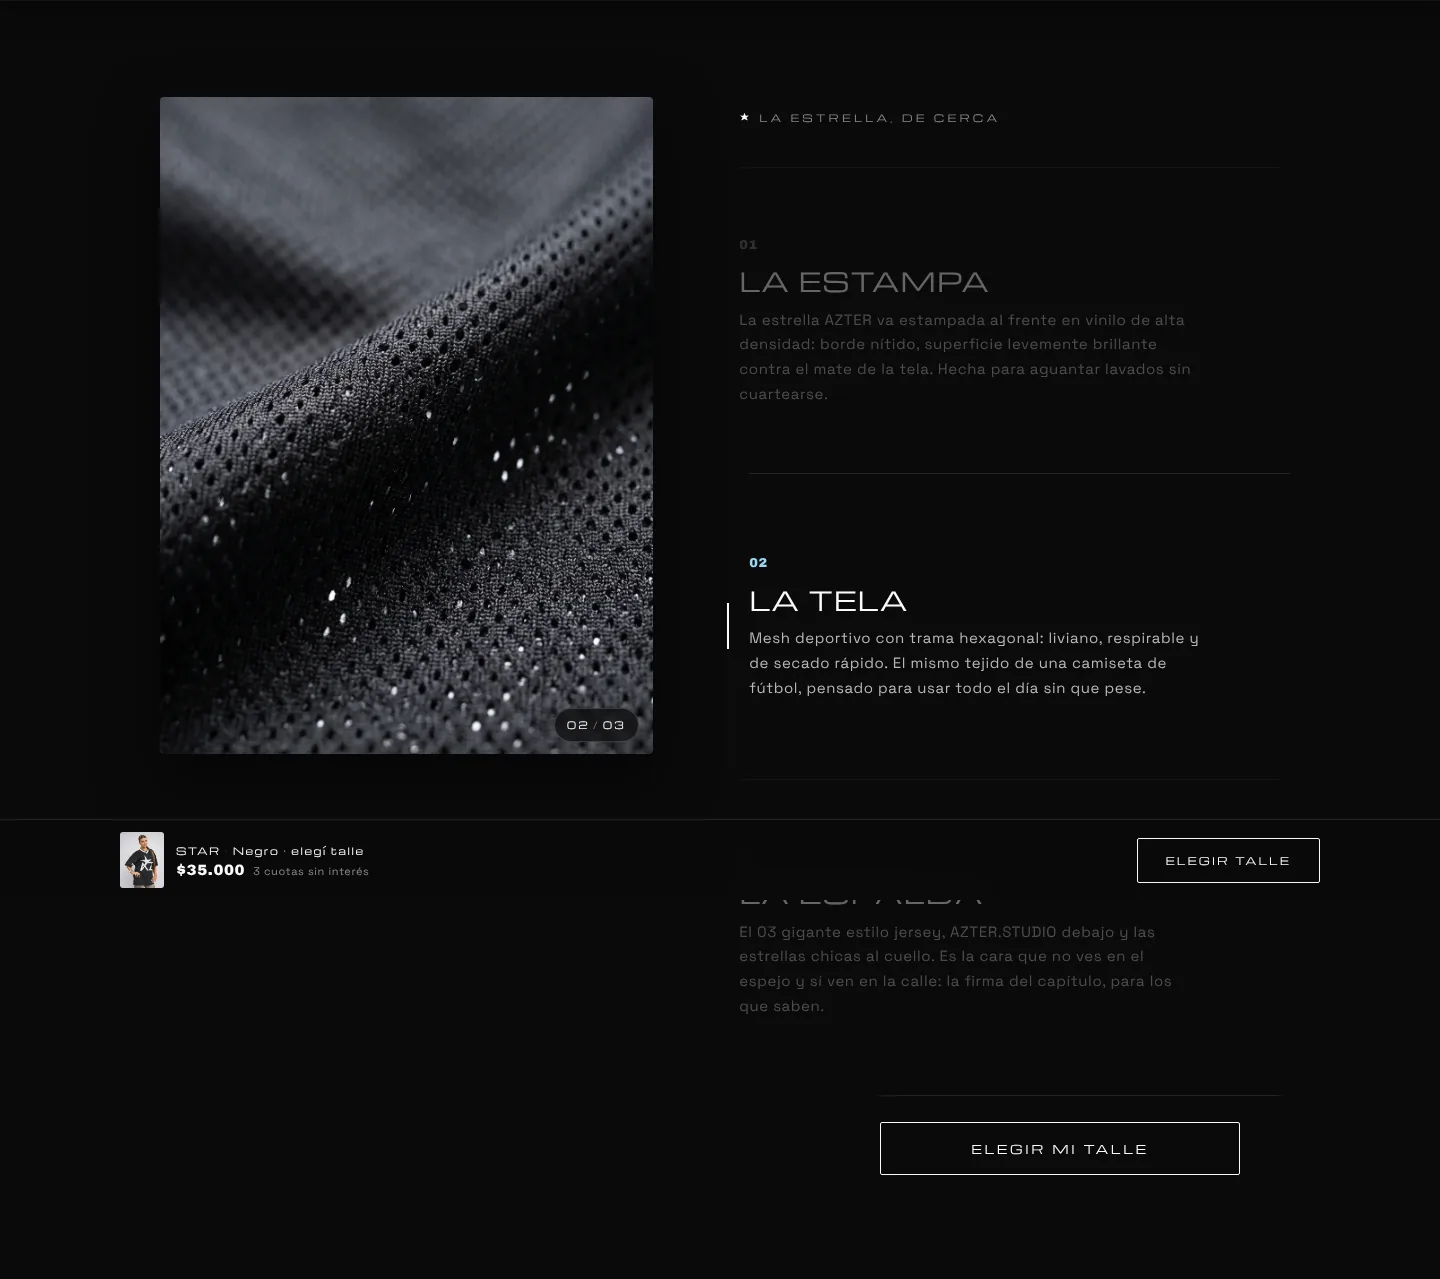 ★ LA ESTRELLA, DE CERCA
01
LA ESTAMPA
La estrella AZTER va estampada al frente en vinilo de alta
densidad: borde nítido, superficie levemente brillante
contra el mate de la tela. Hecha para aguantar lavados sin
cuartearse.
02
LA TELA
Mesh deportivo con trama hexagonal: liviano, respirable y
de secado rápido. El mismo tejido de una camiseta de
fútbol, pensado para usar todo el día sin que pese.
02 / 03
STAR · Negro · elegí talle
$35.000 3 cuotas sin interés
ELEGIR TALLE
El 03 gigante estilo jersey, AZTER.STUDIO debajo y las
estrellas chicas al cuello. Es la cara que no ves en el
espejo y sí ven en la calle: la firma del capítulo, para los
que saben.
ELEGIR MI TALLE